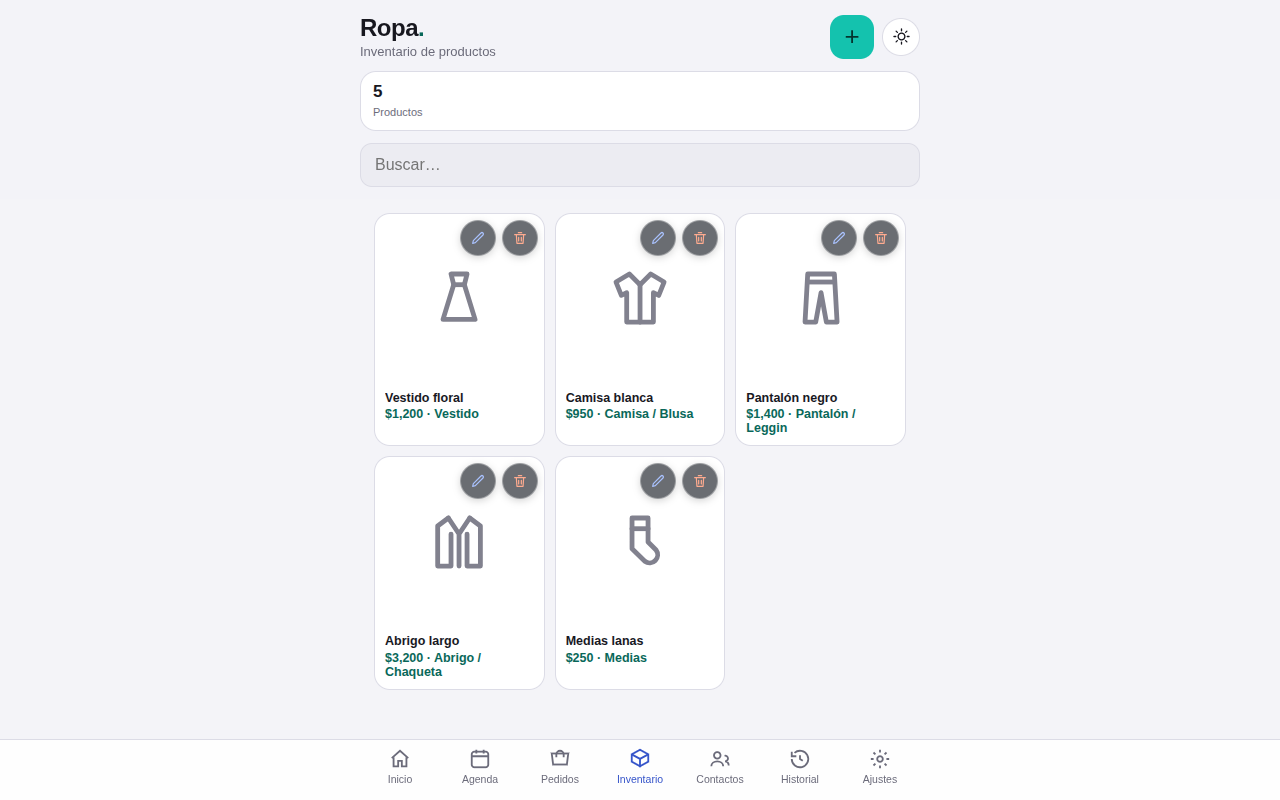 Ropa.
Inventario de productos
5
Productos
Buscar…
Vestido floral
$1,200 · Vestido
Camisa blanca
$950 · Camisa / Blusa
Pantalón negro
$1,400 · Pantalón /
Leggin
Abrigo largo
$3,200 · Abrigo /
Chaqueta
Medias lanas
$250 · Medias
Inicio
Agenda
Pedidos
Inventario
Contactos
Historial
Ajustes